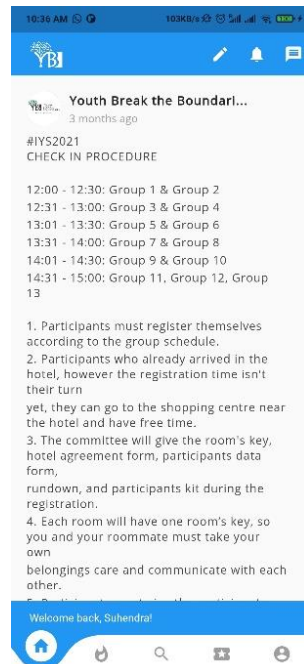 10:36 AM
103KB/s
YBB
Youth Break the Boundari...
3 months ago
#IYS2021
CHECK IN PROCEDURE
12:00 - 12:30: Group 1 & Group 2
12:31 - 13:00: Group 3 & Group 4
13:01 - 13:30: Group 5 & Group 6
13:31 - 14:00: Group 7 & Group 8
14:01 - 14:30: Group 9 & Group 10
14:31 - 15:00: Group 11, Group 12, Group
13
1. Participants must register themselves
according to the group schedule.
2. Participants who already arrived in the
hotel, however the registration time isn't
their turn
yet, they can go to the shopping centre near
the hotel and have free time.
3. The committee will give the room's key,
hotel agreement form, participants data
form,
rundown, and participants kit during the
registration.
4. Each room will have one room's key, so
you and your roommate must take your
own
belongings care and communicate with each
other.
Welcome back, Suhendra!